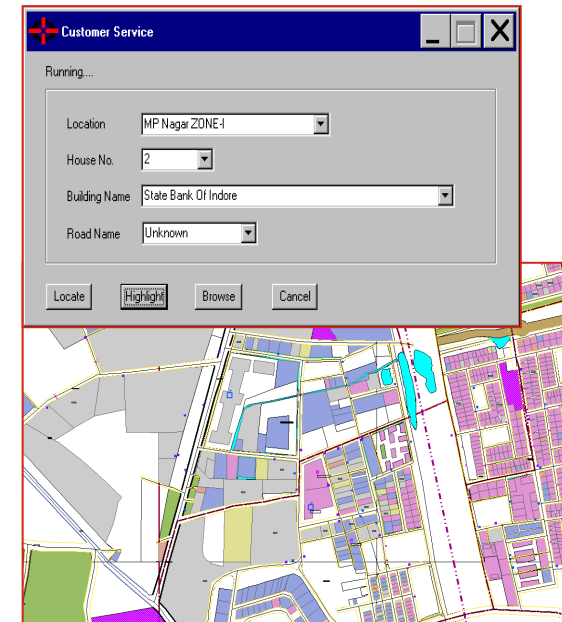 Customer Service
Running....
Location MP Nagar ZONE-I
House No. 2
Building Name State Bank Of Indore
Road Name Unknown
Locate Highlight Browse Cancel